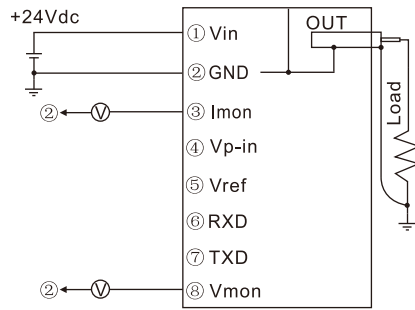 +24Vdc
① Vin
OUT
② GND
② V ③ Imon
④ Vp-in
⑤ Vref
⑥ RXD
⑦ TXD
② V ⑧ Vmon
Load